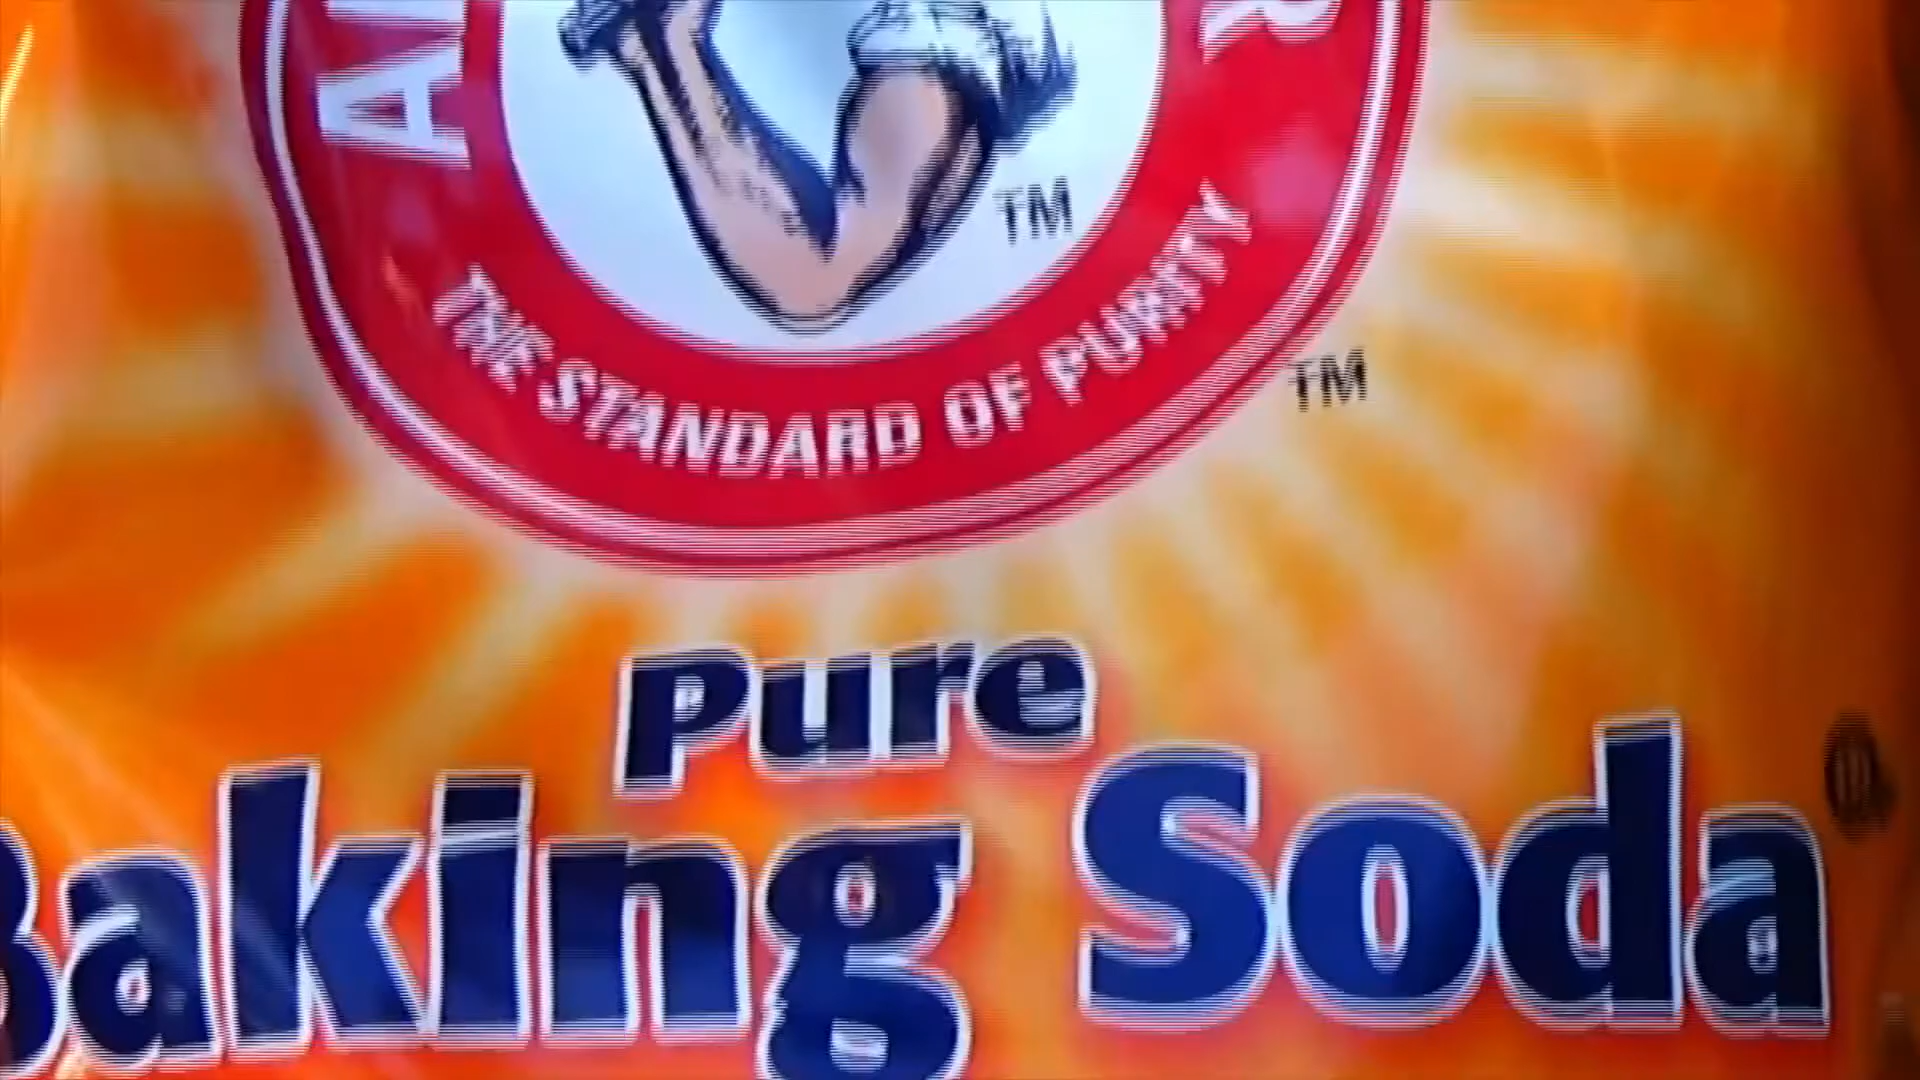 TM
THE STANDARD OF PURITY
TM
Pure
Baking Soda